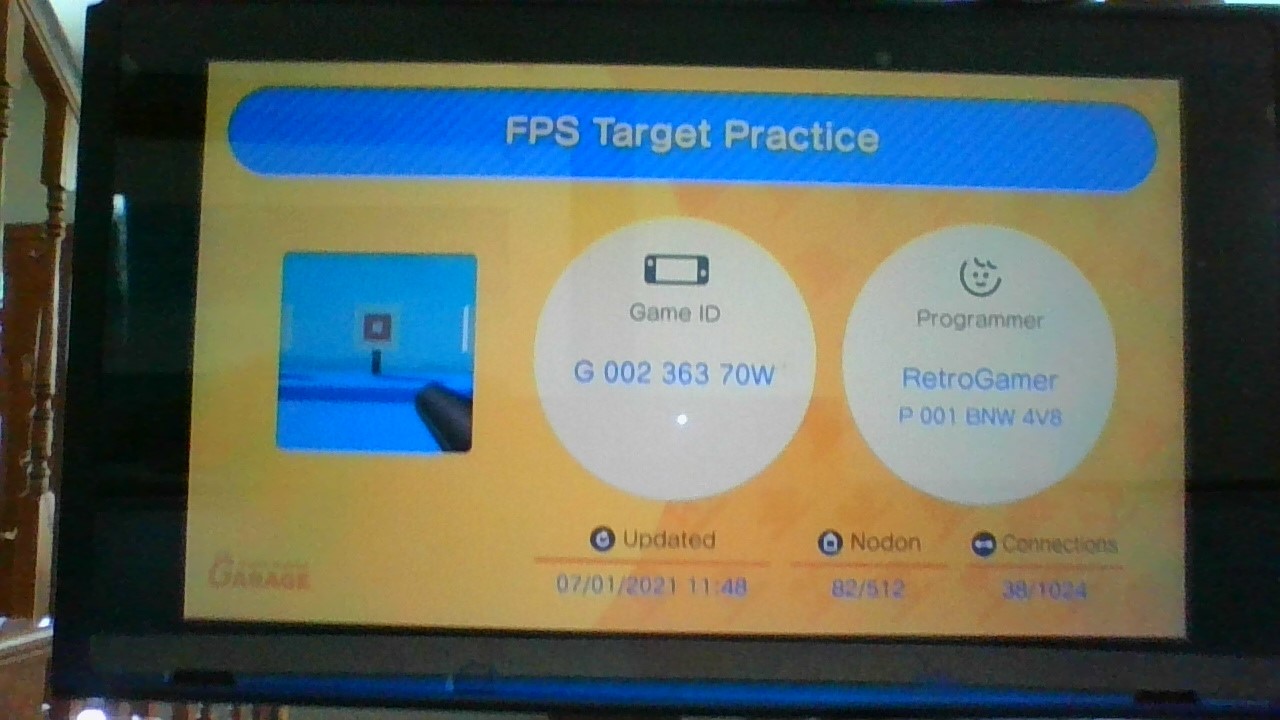 FPS Target Practice
Game ID
G 002 363 70W
Programmer
RetroGamer
P 001 BNW 4V8
Updated
07/01/2021 11:48
Nodon
82/512
Connections
38/1024
GARAGE